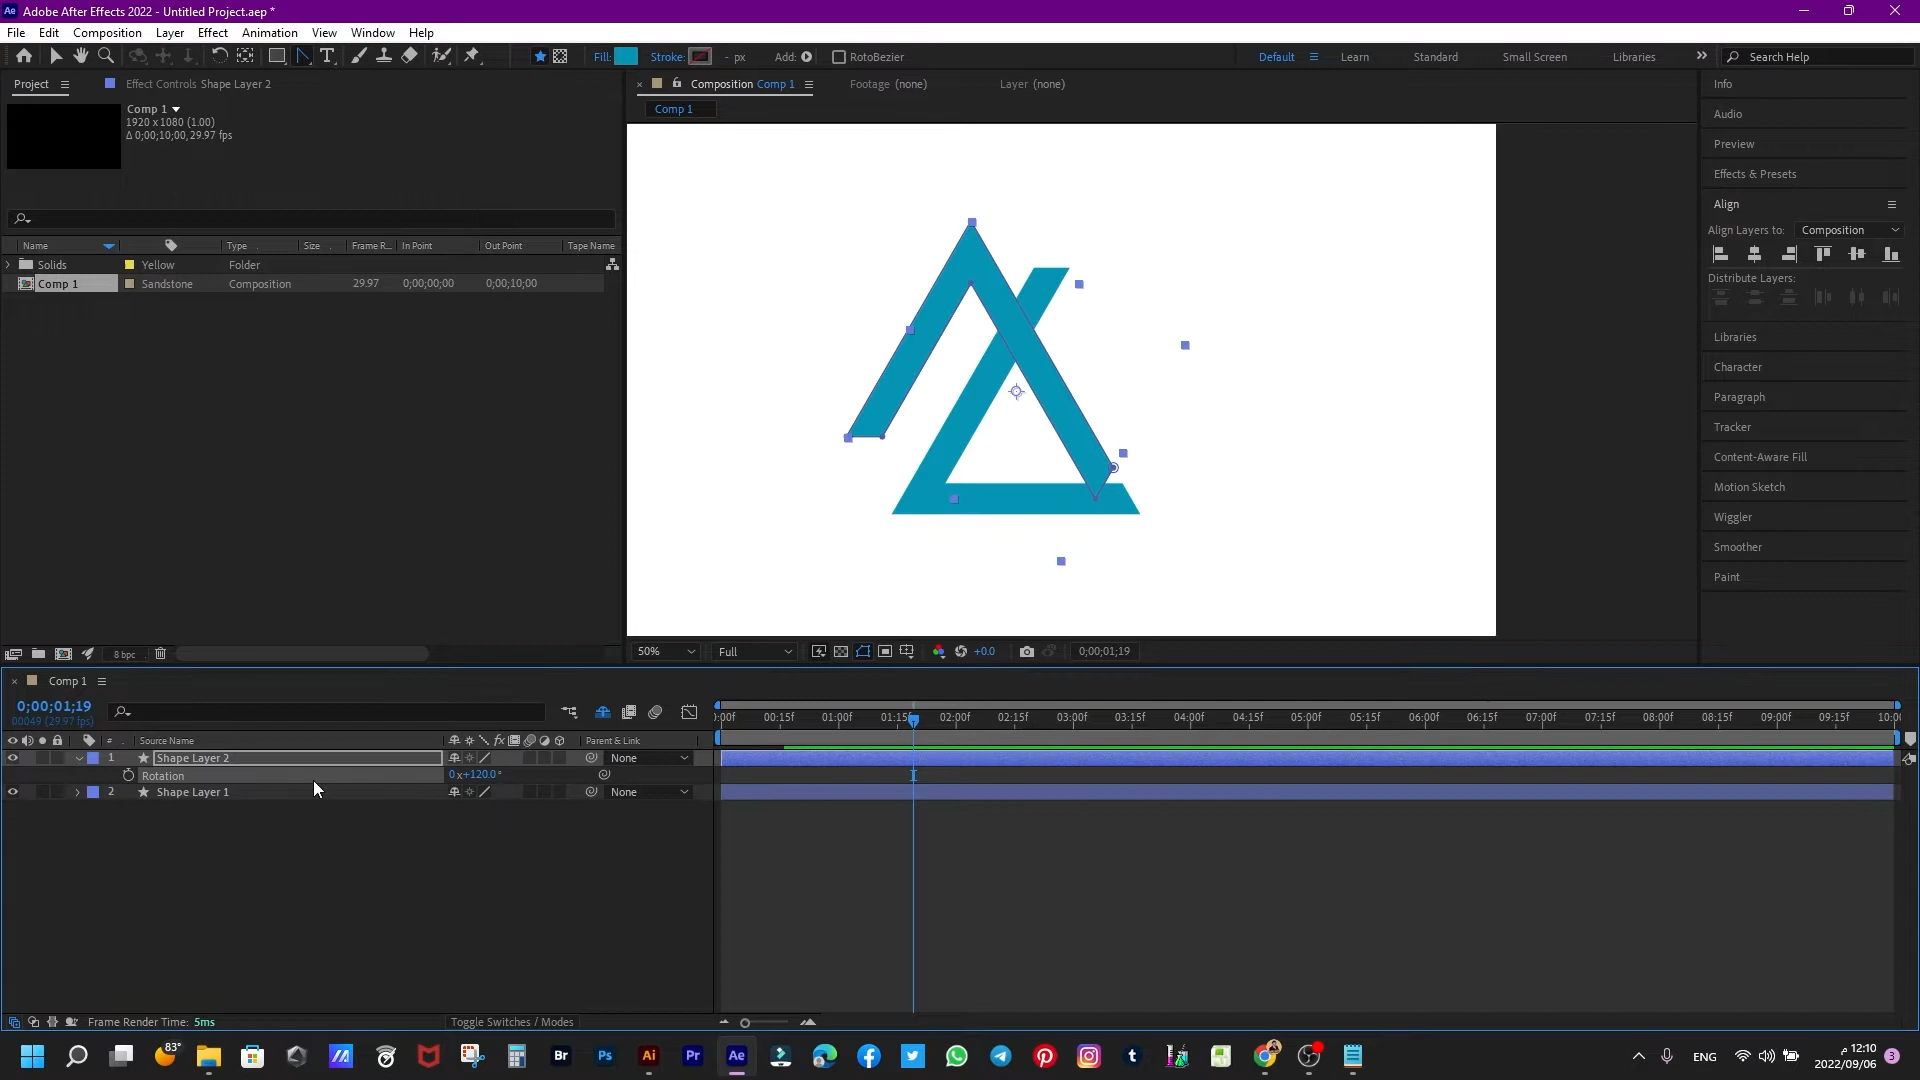 Ae Adobe After Effects 2022 - Untitled Project.aep *
File Edit Composition Layer Effect Animation View Window Help
Fill: Stroke: - px Add: RotoBezier Default Learn Standard Small Screen Libraries Search Help
Project Effect Controls Shape Layer 2
Comp 1
1920 x 1080 (1.00)
Δ 0;00;10;00, 29.97 fps
Name Type Size Frame R... In Point Out Point Tape Name
Solids Yellow Folder
Comp 1 Sandstone Composition 29.97 0;00;00;00 0;00;10;00
8 bpc
Composition Comp 1 Footage (none) Layer (none)
Comp 1
50% Full +0.0 0;00;01;19
Info
Audio
Preview
Effects & Presets
Align
Align Layers to: Composition
Distribute Layers:
Libraries
Character
Paragraph
Tracker
Content-Aware Fill
Motion Sketch
Wiggler
Smoother
Paint
Comp 1
0;00;01;19
00049 (29.97 fps)
:00f 00:15f 01:00f 01:15f 02:00f 02:15f 03:00f 03:15f 04:00f 04:15f 05:00f 05:15f 06:00f 06:15f 07:00f 07:15f 08:00f 08:15f 09:00f 09:15f 10:0
# Source Name fx Parent & Link
1 Shape Layer 2 None
Rotation 0x+120.0°
2 Shape Layer 1 None
Frame Render Time: 5ms Toggle Switches / Modes
83° Br Ps Ai Pr Ae t ENG 12:10 م
2022/09/06 3